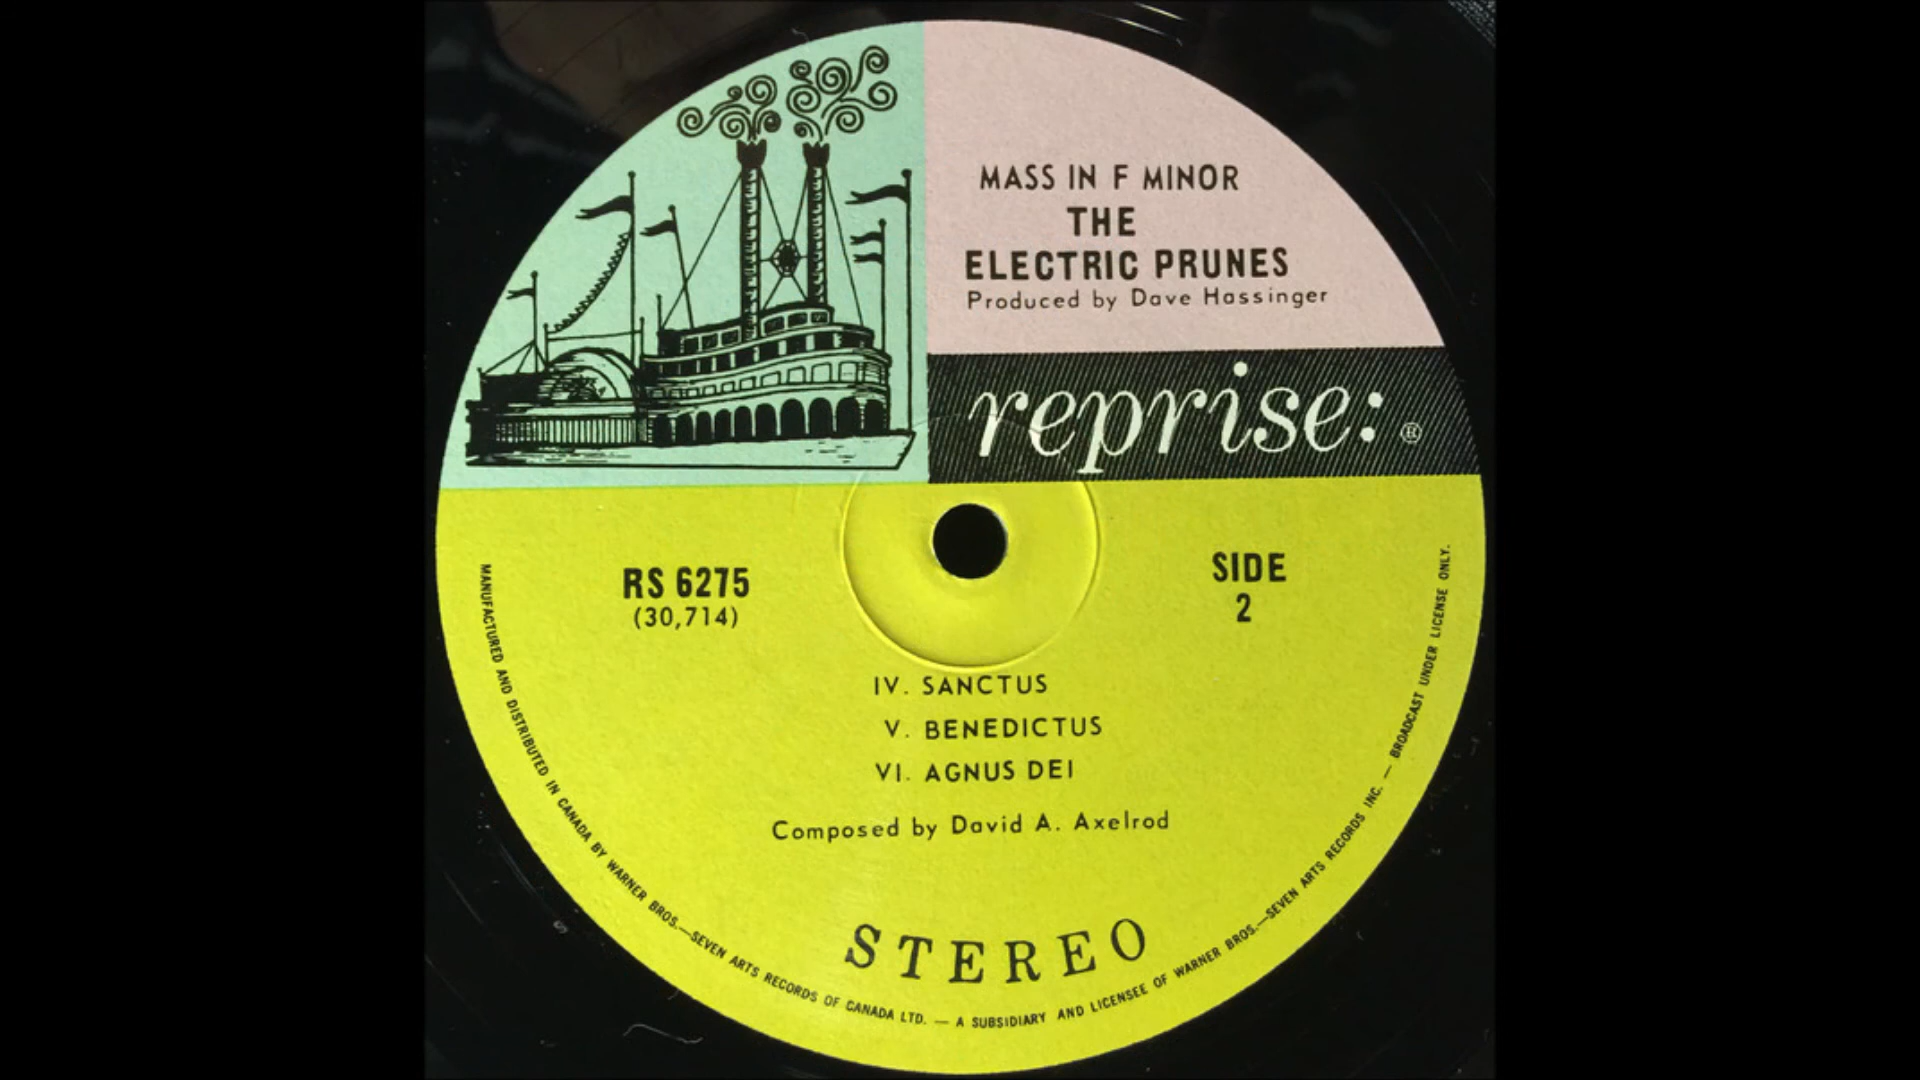 MASS IN F MINOR
THE
ELECTRIC PRUNES
Produced by Dave Hassinger
reprise: ®
RS 6275
(30,714)
SIDE
2
IV. SANCTUS
V. BENEDICTUS
VI. AGNUS DEI
Composed by David A. Axelrod
STEREO
MANUFACTURED AND DISTRIBUTED IN CANADA BY WARNER BROS.—SEVEN ARTS RECORDS OF CANADA LTD. — A SUBSIDIARY AND LICENSEE OF WARNER BROS.—SEVEN ARTS RECORDS INC. — BROADCAST UNDER LICENSE ONLY.